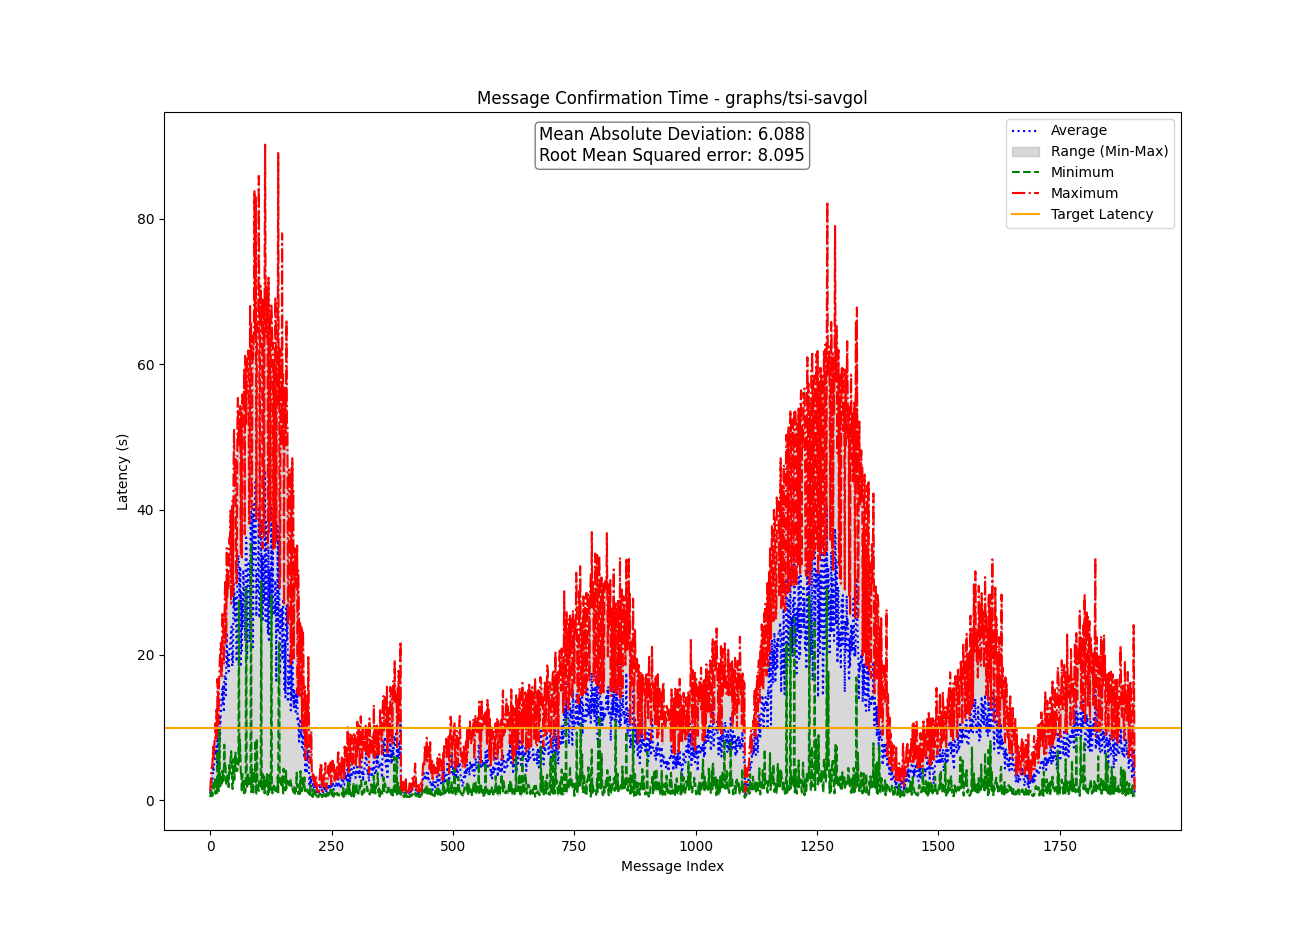 Message Confirmation Time - graphs/tsi-savgol
Mean Absolute Deviation: 6.088
Root Mean Squared error: 8.095
Average
Range (Min-Max)
Minimum
Maximum
Target Latency
80
60
40
20
0
Latency (s)
0 250 500 750 1000 1250 1500 1750
Message Index